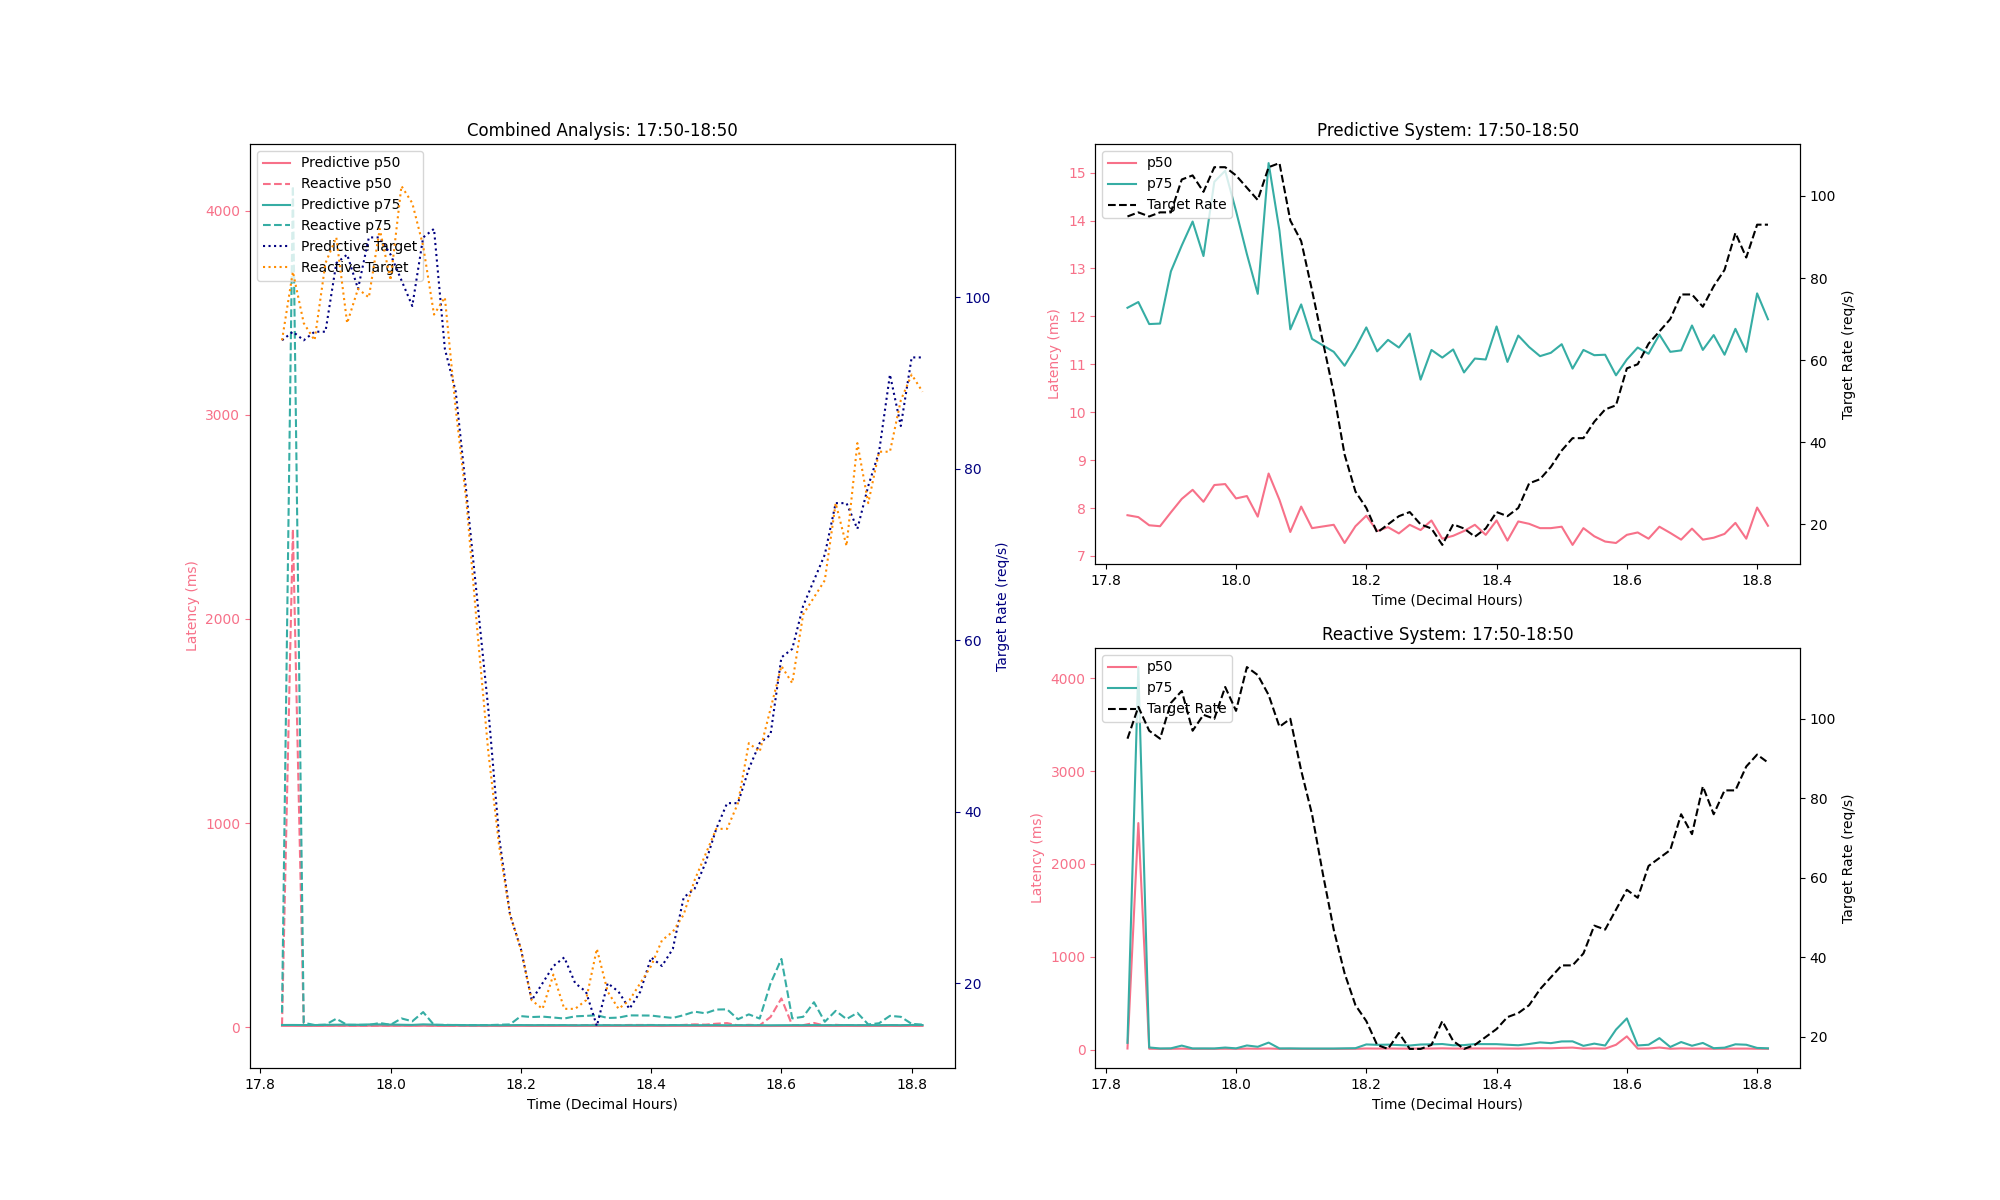 Combined Analysis: 17:50-18:50
Predictive p50
Reactive p50
Predictive p75
Reactive p75
Predictive Target
Reactive Target
4000
3000
2000
1000
0
Latency (ms)
100
80
60
40
20
Target Rate (req/s)
17.8 18.0 18.2 18.4 18.6 18.8
Time (Decimal Hours)
Predictive System: 17:50-18:50
p50
p75
Target Rate
15
14
13
12
11
10
9
8
7
Latency (ms)
100
80
60
40
20
Target Rate (req/s)
17.8 18.0 18.2 18.4 18.6 18.8
Time (Decimal Hours)
Reactive System: 17:50-18:50
p50
p75
Target Rate
4000
3000
2000
1000
0
Latency (ms)
100
80
60
40
20
Target Rate (req/s)
17.8 18.0 18.2 18.4 18.6 18.8
Time (Decimal Hours)